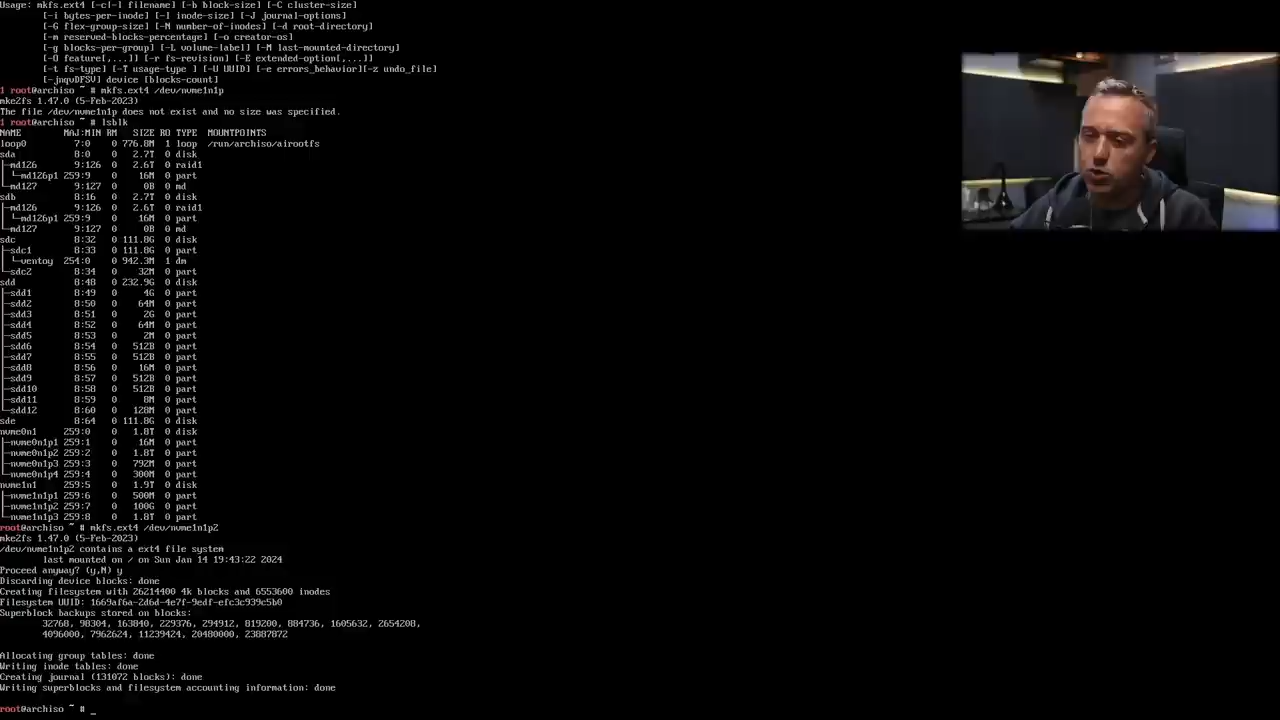 Usage: mkfs.ext4 [-c|-l filename] [-b block-size] [-C cluster-size]
[-i bytes-per-inode] [-I inode-size] [-J journal-options]
[-G flex-group-size] [-N number-of-inodes] [-d root-directory]
[-m reserved-blocks-percentage] [-o creator-os]
[-g blocks-per-group] [-L volume-label] [-M last-mounted-directory]
[-O feature[,...]] [-r fs-revision] [-E extended-option[,...]]
[-t fs-type] [-T usage-type ] [-U UUID] [-e errors_behavior][-z undo_file]
[-jnqvDFSV] device [blocks-count]
1 root@archiso ~ # mkfs.ext4 /dev/nvme1n1p
mke2fs 1.47.0 (5-Feb-2023)
The file /dev/nvme1n1p does not exist and no size was specified.
1 root@archiso ~ # lsblk
NAME MAJ:MIN RM SIZE RO TYPE MOUNTPOINTS
loop0 7:0 0 776.8M 1 loop /run/archiso/airootfs
sda 8:0 0 2.7T 0 disk
├─md126 9:126 0 2.6T 0 raid1
│ └─md126p1 259:9 0 16M 0 part
└─md127 9:127 0 0B 0 md
sdb 8:16 0 2.7T 0 disk
├─md126 9:126 0 2.6T 0 raid1
│ └─md126p1 259:9 0 16M 0 part
└─md127 9:127 0 0B 0 md
sdc 8:32 0 111.8G 0 disk
├─sdc1 8:33 0 111.8G 0 part
│ └─ventoy 254:0 0 942.3M 1 dm
└─sdc2 8:34 0 32M 0 part
sdd 8:48 0 232.9G 0 disk
├─sdd1 8:49 0 4G 0 part
├─sdd2 8:50 0 64M 0 part
├─sdd3 8:51 0 2G 0 part
├─sdd4 8:52 0 64M 0 part
├─sdd5 8:53 0 2M 0 part
├─sdd6 8:54 0 512B 0 part
├─sdd7 8:55 0 512B 0 part
├─sdd8 8:56 0 16M 0 part
├─sdd9 8:57 0 512B 0 part
├─sdd10 8:58 0 512B 0 part
├─sdd11 8:59 0 8M 0 part
└─sdd12 8:60 0 128M 0 part
sde 8:64 0 111.8G 0 disk
nvme0n1 259:0 0 1.8T 0 disk
├─nvme0n1p1 259:1 0 16M 0 part
├─nvme0n1p2 259:2 0 1.8T 0 part
├─nvme0n1p3 259:3 0 792M 0 part
└─nvme0n1p4 259:4 0 300M 0 part
nvme1n1 259:5 0 1.9T 0 disk
├─nvme1n1p1 259:6 0 500M 0 part
├─nvme1n1p2 259:7 0 100G 0 part
└─nvme1n1p3 259:8 0 1.8T 0 part
root@archiso ~ # mkfs.ext4 /dev/nvme1n1p2
mke2fs 1.47.0 (5-Feb-2023)
/dev/nvme1n1p2 contains a ext4 file system
last mounted on / on Sun Jan 14 19:43:22 2024
Proceed anyway? (y,N) y
Discarding device blocks: done
Creating filesystem with 26214400 4k blocks and 6553600 inodes
Filesystem UUID: 1669af6a-2d6d-4e7f-9edf-efc3c939c5b0
Superblock backups stored on blocks:
32768, 98304, 163840, 229376, 294912, 819200, 884736, 1605632, 2654208,
4096000, 7962624, 11239424, 20480000, 23887872
Allocating group tables: done
Writing inode tables: done
Creating journal (131072 blocks): done
Writing superblocks and filesystem accounting information: done
root@archiso ~ # _